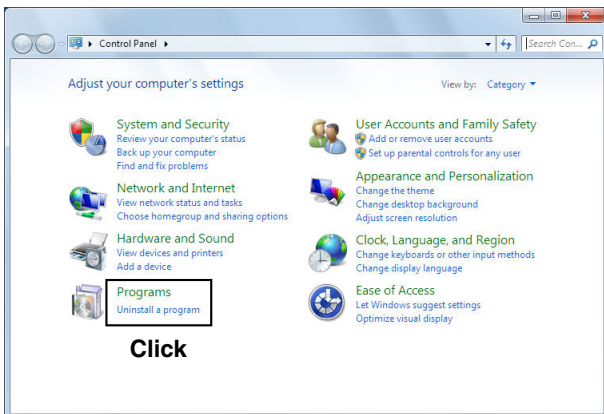 Control Panel
Search Con...
Adjust your computer's settings
View by: Category
System and Security
Review your computer's status
Back up your computer
Find and fix problems
Network and Internet
View network status and tasks
Choose homegroup and sharing options
Hardware and Sound
View devices and printers
Add a device
Programs
Uninstall a program
Click
User Accounts and Family Safety
Add or remove user accounts
Set up parental controls for any user
Appearance and Personalization
Change the theme
Change desktop background
Adjust screen resolution
Clock, Language, and Region
Change keyboards or other input methods
Change display language
Ease of Access
Let Windows suggest settings
Optimize visual display